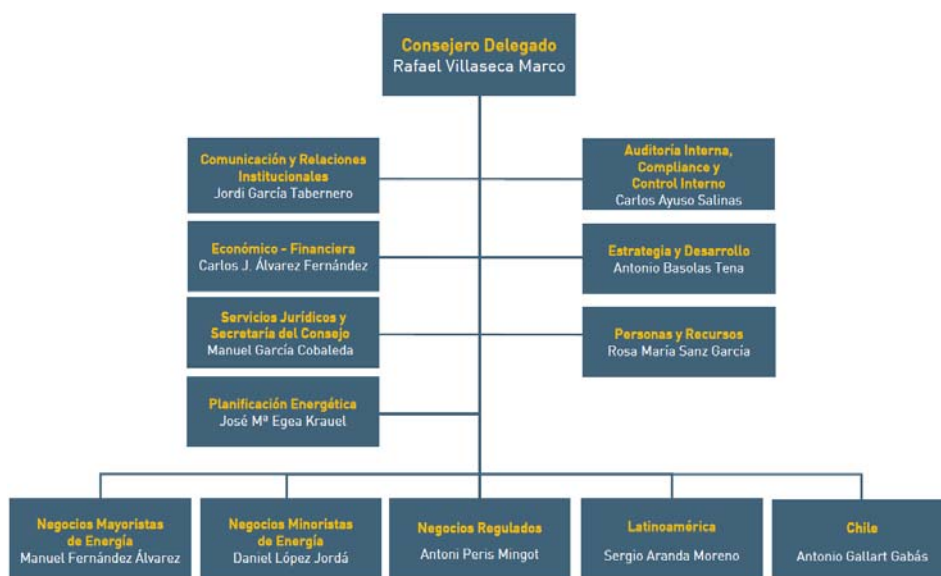 Consejero Delegado
Rafael Villaseca Marco
Comunicación y Relaciones
Institucionales
Jordi García Tabernero
Auditoría Interna,
Compliance y
Control Interno
Carlos Ayuso Salinas
Económico - Financiera
Carlos J. Álvarez Fernández
Estrategia y Desarrollo
Antonio Basolas Tena
Servicios Jurídicos y
Secretaría del Consejo
Manuel García Cobaleda
Personas y Recursos
Rosa María Sanz García
Planificación Energética
José Mª Egea Krauel
Negocios Mayoristas
de Energía
Manuel Fernández Álvarez
Negocios Minoristas
de Energía
Daniel López Jordá
Negocios Regulados
Antoni Peris Mingot
Latinoamérica
Sergio Aranda Moreno
Chile
Antonio Gallart Gabás